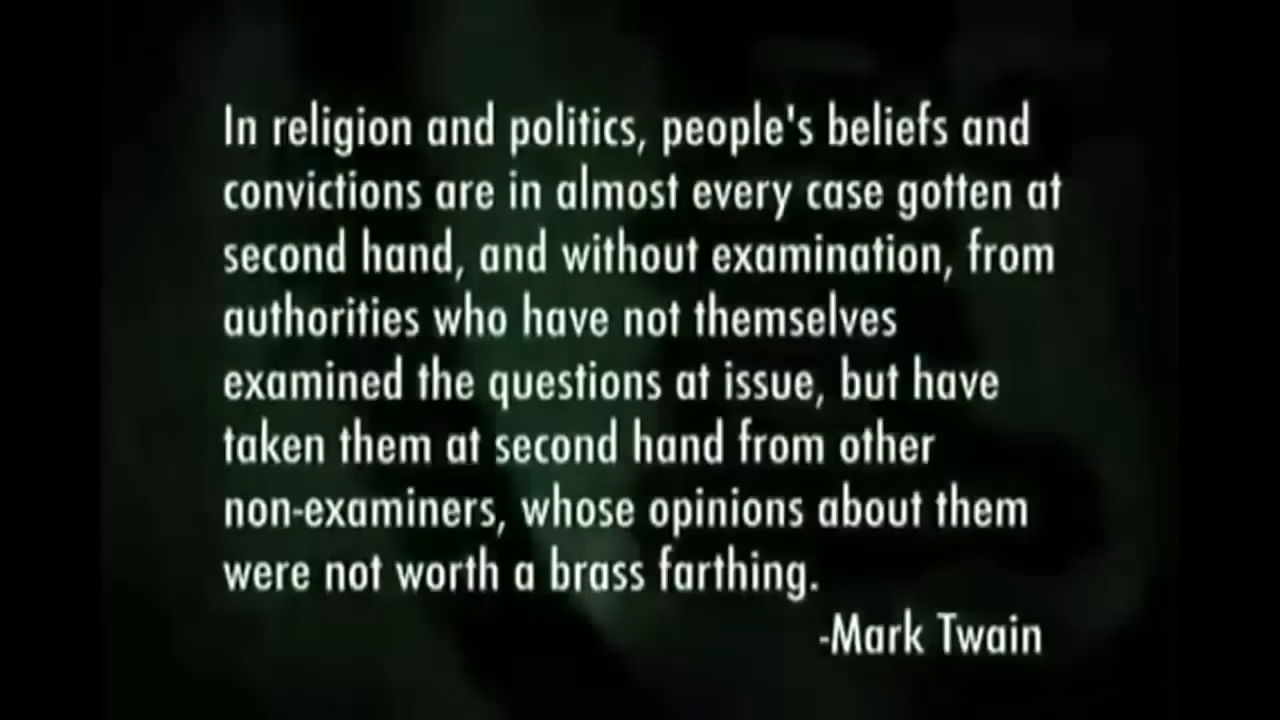 In religion and politics, people's beliefs and
convictions are in almost every case gotten at
second hand, and without examination, from
authorities who have not themselves
examined the questions at issue, but have
taken them at second hand from other
non-examiners, whose opinions about them
were not worth a brass farthing.
-Mark Twain